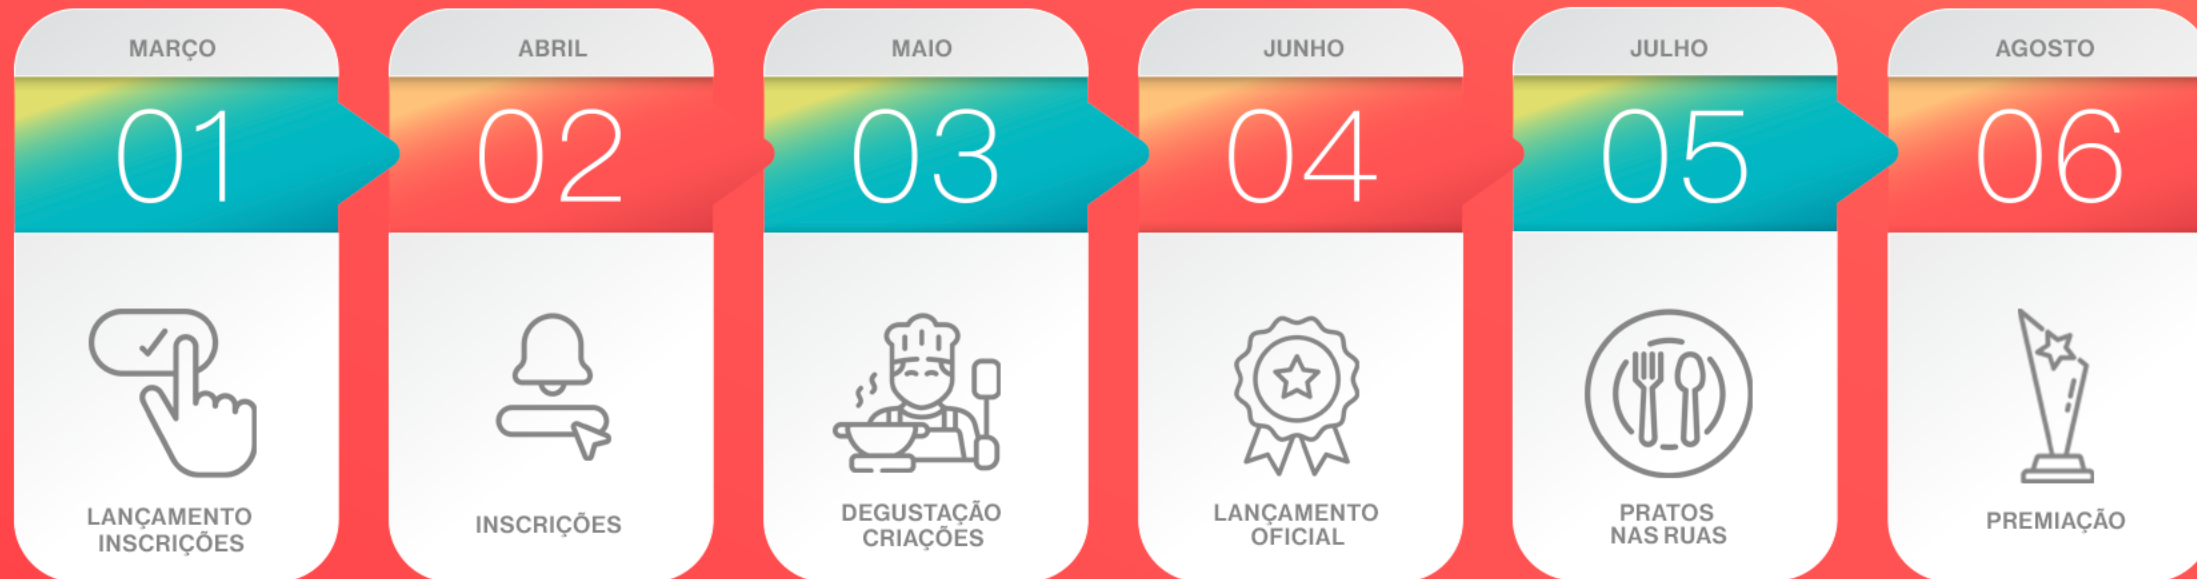 MARÇO
01
LANÇAMENTO
INSCRIÇÕES
ABRIL
02
INSCRIÇÕES
MAIO
03
DEGUSTAÇÃO
CRIAÇÕES
JUNHO
04
LANÇAMENTO
OFICIAL
JULHO
05
PRATOS
NAS RUAS
AGOSTO
06
PREMIAÇÃO